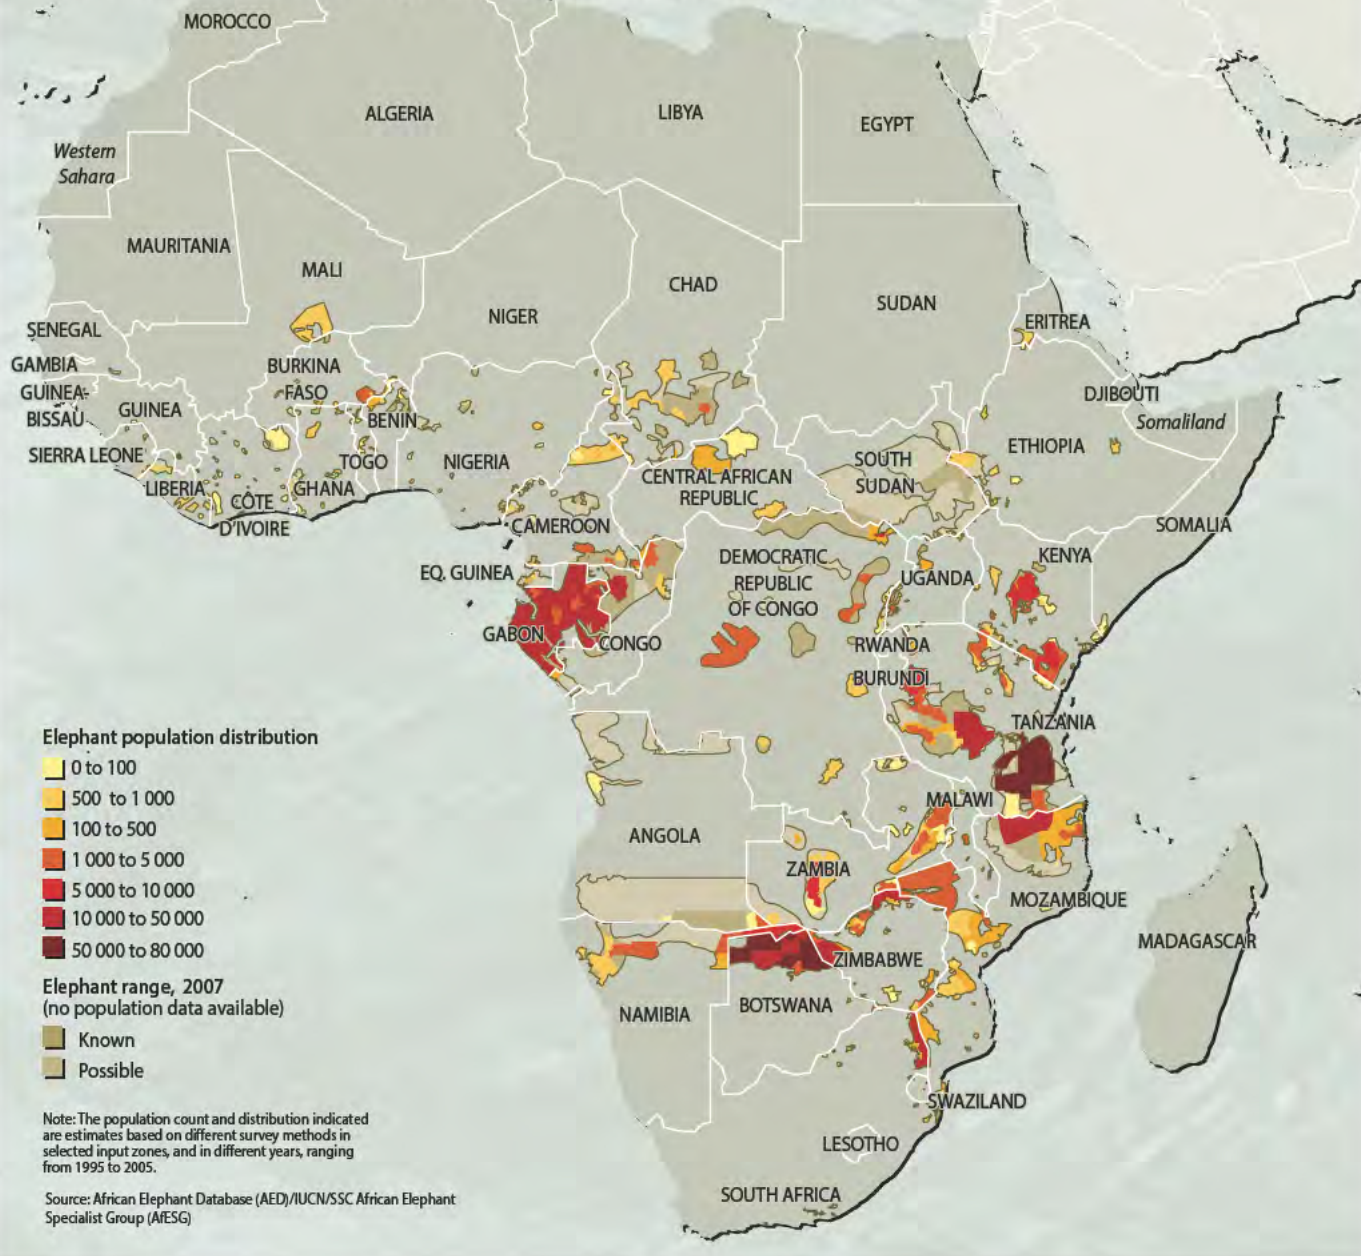 MOROCCO
ALGERIA
LIBYA
EGYPT
Western
Sahara
MAURITANIA
MALI
NIGER
CHAD
SUDAN
ERITREA
SENEGAL
GAMBIA
GUINEA-
BISSAU
GUINEA
BURKINA
FASO
BENIN
DJIBOUTI
Somaliland
SIERRA LEONE
LIBERIA
CÔTE
D'IVOIRE
GHANA
TOGO
NIGERIA
CENTRAL AFRICAN
REPUBLIC
SOUTH
SUDAN
ETHIOPIA
CAMEROON
SOMALIA
EQ. GUINEA
DEMOCRATIC
REPUBLIC
OF CONGO
UGANDA
KENYA
GABON
CONGO
RWANDA
BURUNDI
TANZANIA
Elephant population distribution
0 to 100
500 to 1 000
100 to 500
1 000 to 5 000
5 000 to 10 000
10 000 to 50 000
50 000 to 80 000
Elephant range, 2007
(no population data available)
Known
Possible
MALAWI
ANGOLA
ZAMBIA
MOZAMBIQUE
MADAGASCAR
ZIMBABWE
NAMIBIA
BOTSWANA
SWAZILAND
LESOTHO
SOUTH AFRICA
Note: The population count and distribution indicated
are estimates based on different survey methods in
selected input zones, and in different years, ranging
from 1995 to 2005.
Source: African Elephant Database (AED)/IUCN/SSC African Elephant
Specialist Group (AfESG)